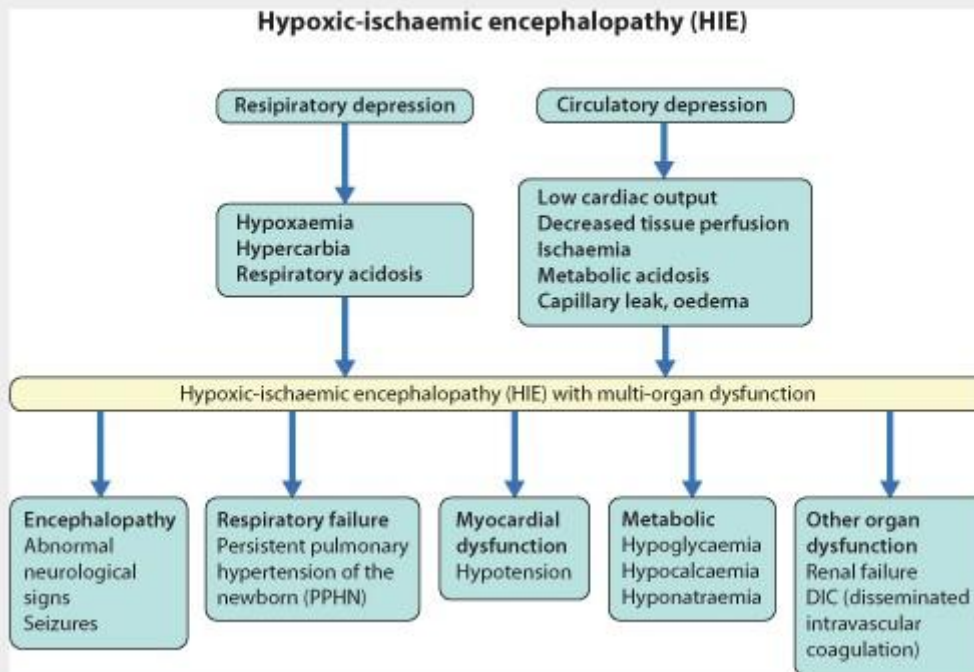 Hypoxic-ischaemic encephalopathy (HIE)
Resipiratory depression
Circulatory depression
Hypoxaemia
Hypercarbia
Respiratory acidosis
Low cardiac output
Decreased tissue perfusion
Ischaemia
Metabolic acidosis
Capillary leak, oedema
Hypoxic-ischaemic encephalopathy (HIE) with multi-organ dysfunction
Encephalopathy
Abnormal
neurological
signs
Seizures
Respiratory failure
Persistent pulmonary
hypertension of the
newborn (PPHN)
Myocardial
dysfunction
Hypotension
Metabolic
Hypoglycaemia
Hypocalcaemia
Hyponatraemia
Other organ
dysfunction
Renal failure
DIC (disseminated
intravascular
coagulation)